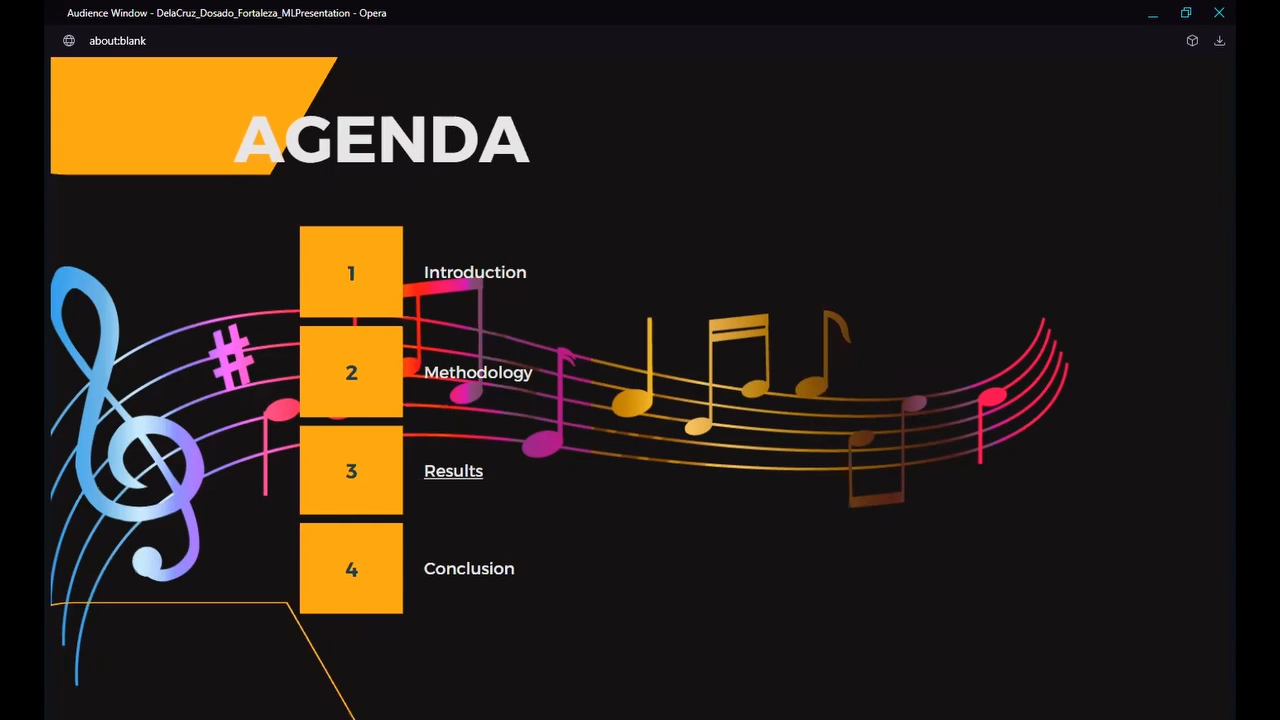 Audience Window - DelaCruz_Dosado_Fortaleza_MLPresentation - Opera
about:blank
AGENDA
1 Introduction
2 Methodology
3 Results
4 Conclusion